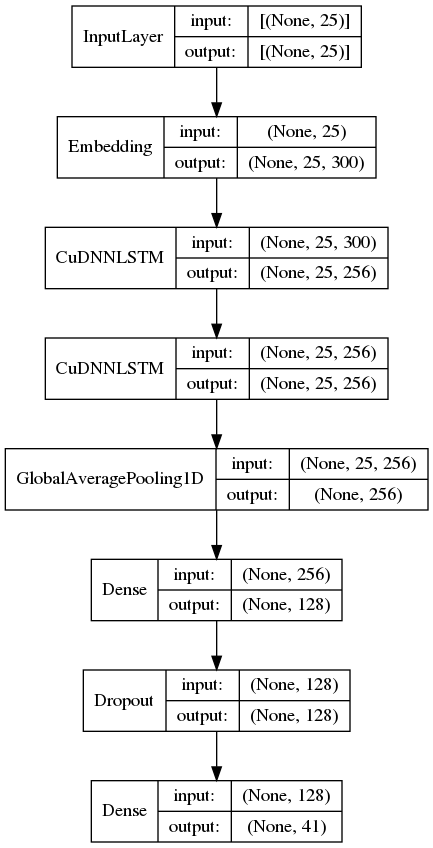 InputLayer input: [(None, 25)]
output: [(None, 25)]
Embedding input: (None, 25)
output: (None, 25, 300)
CuDNNLSTM input: (None, 25, 300)
output: (None, 25, 256)
CuDNNLSTM input: (None, 25, 256)
output: (None, 25, 256)
GlobalAveragePooling1D input: (None, 25, 256)
output: (None, 256)
Dense input: (None, 256)
output: (None, 128)
Dropout input: (None, 128)
output: (None, 128)
Dense input: (None, 128)
output: (None, 41)